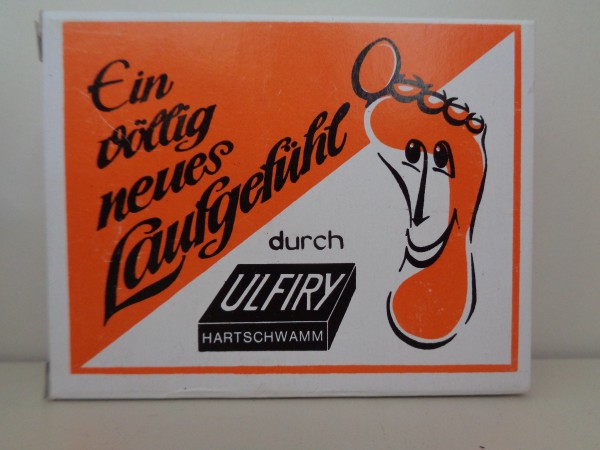 Ein
völlig
neues
Laufgefühl
durch
ULFIRY
HARTSCHWAMM